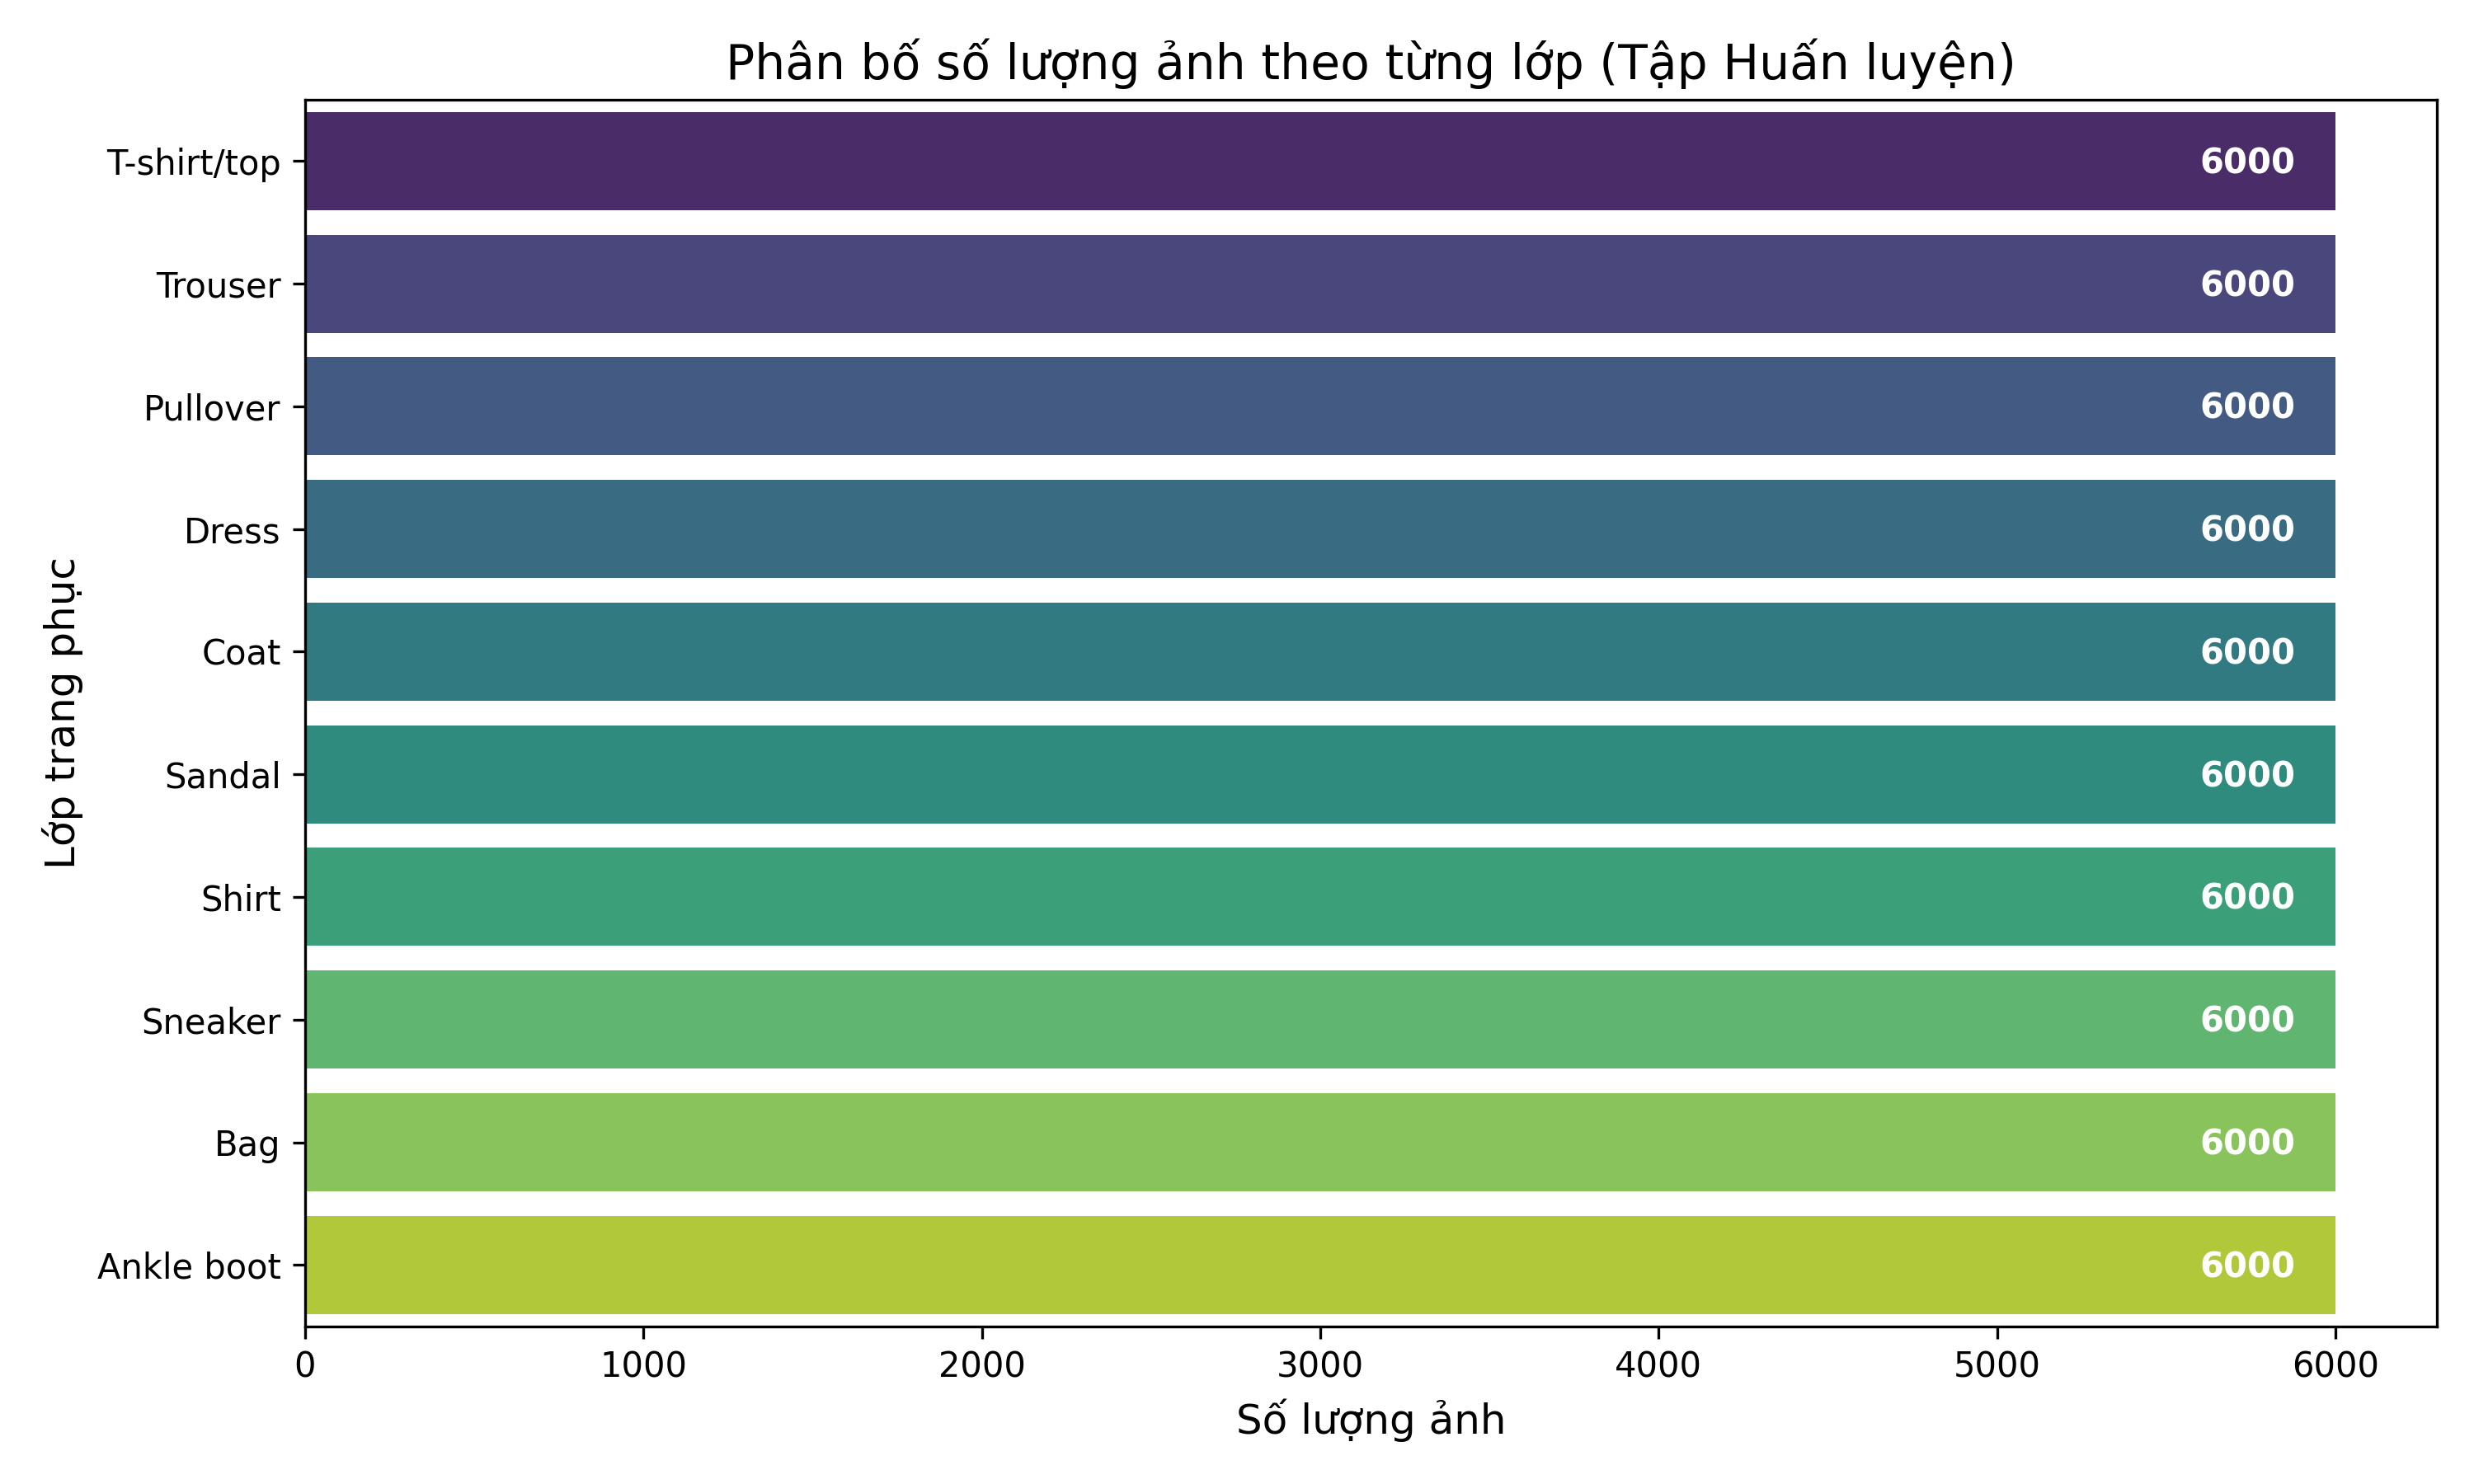 Phân bố số lượng ảnh theo từng lớp (Tập Huấn luyện)
Lớp trang phục
T-shirt/top 6000
Trouser 6000
Pullover 6000
Dress 6000
Coat 6000
Sandal 6000
Shirt 6000
Sneaker 6000
Bag 6000
Ankle boot 6000
0 1000 2000 3000 4000 5000 6000
Số lượng ảnh